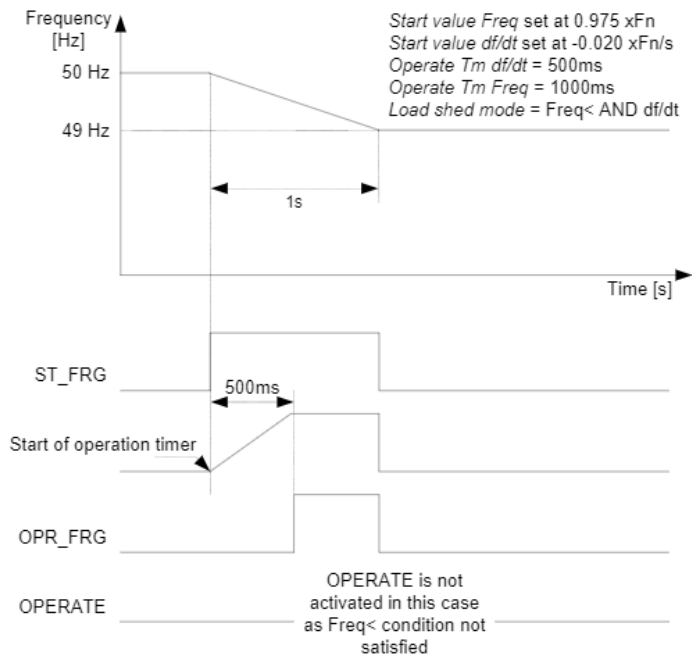 Frequency
[Hz]
Start value Freq set at 0.975 xFn
Start value df/dt set at -0.020 xFn/s
Operate Tm df/dt = 500ms
Operate Tm Freq = 1000ms
Load shed mode = Freq< AND df/dt
50 Hz
49 Hz
1s
Time [s]
ST_FRG
500ms
Start of operation timer
OPR_FRG
OPERATE
OPERATE is not
activated in this case
as Freq< condition not
satisfied